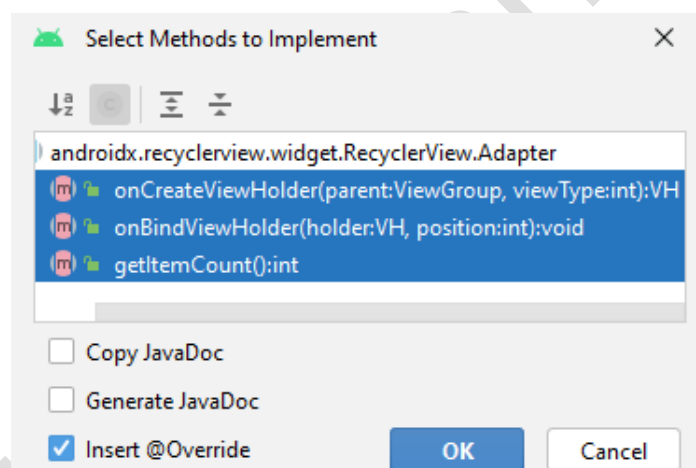 Select Methods to Implement
androidx.recyclerview.widget.RecyclerView.Adapter
onCreateViewHolder(parent:ViewGroup, viewType:int):VH
onBindViewHolder(holder:VH, position:int):void
getItemCount():int
Copy JavaDoc
Generate JavaDoc
Insert @Override
OK Cancel